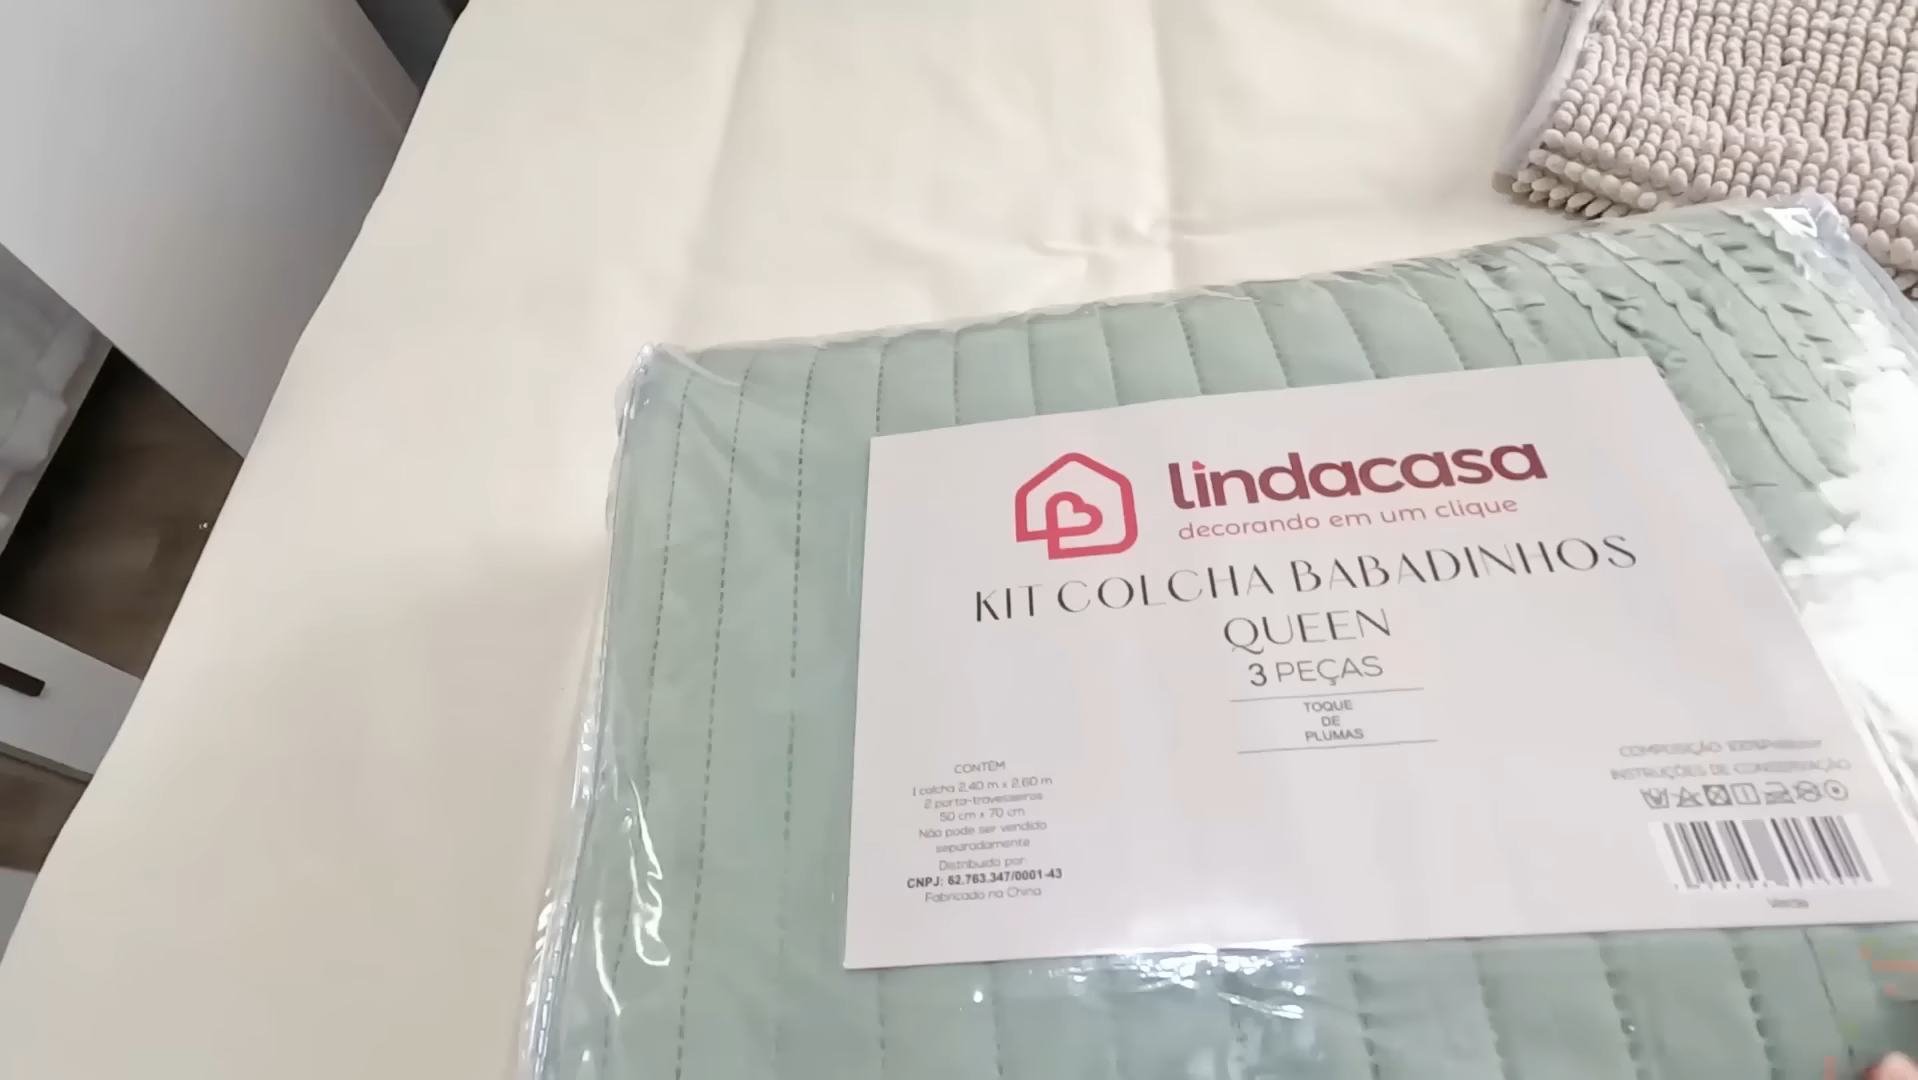 lindacasa
decorando em um clique
KIT COLCHA BABADINHOS
QUEEN
3 PEÇAS
TOQUE
DE
PLUMAS
CONTÉM
1 colcha 2,40 m x 2,60 m
2 porta-travesseiros
50 cm x 70 cm
Não pode ser vendido
separadamente
Distribuído por
CNPJ: 62.763.347/0001-43
Fabricado na China
COMPOSIÇÃO
INSTRUÇÕES DE CONSERVAÇÃO
Verde